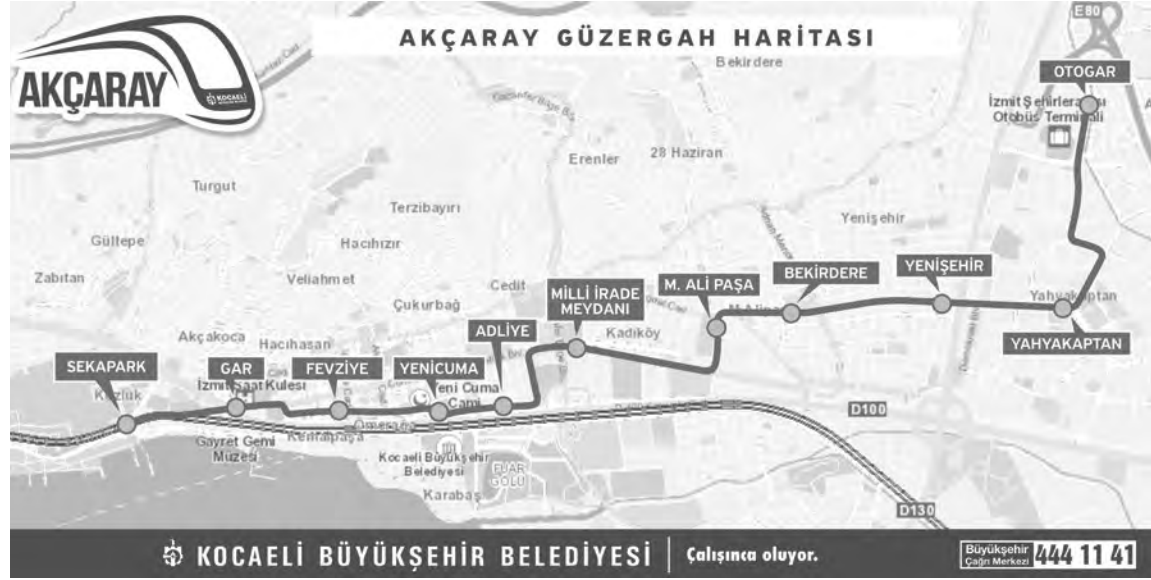 AKÇARAY GÜZERGAH HARİTASI
AKÇARAY
KOCAELİ
E80
Bekirdere
OTOGAR
İzmit Şehirlerarası
Otobüs Terminali
Erenler
28 Haziran
Turgut
Terzibayırı
Yenişehir
Gültepe
Hacıhızır
Zabıtan
Veliahmet
Cedit
Çukurbağ
M. ALİ PAŞA
BEKİRDERE
YENİŞEHİR
MİLLİ İRADE
MEYDANI
Yahyakaptan
YAHYAKAPTAN
Kadıköy
ADLİYE
Akçakoca
Hacıhasan
SEKAPARK
GAR
FEVZİYE
YENİCUMA
İzmit Saat Kulesi
Yeni Cuma
Cami
Kozluk
D100
Gayret Gemi
Müzesi
Kemalpaşa
Ömerağa
Kocaeli Büyükşehir
Belediyesi
FUAR
GÖLÜ
Karabaş
D130
KOCAELİ BÜYÜKŞEHİR BELEDİYESİ
Çalışınca oluyor.
Büyükşehir
Çağrı Merkezi
444 11 41